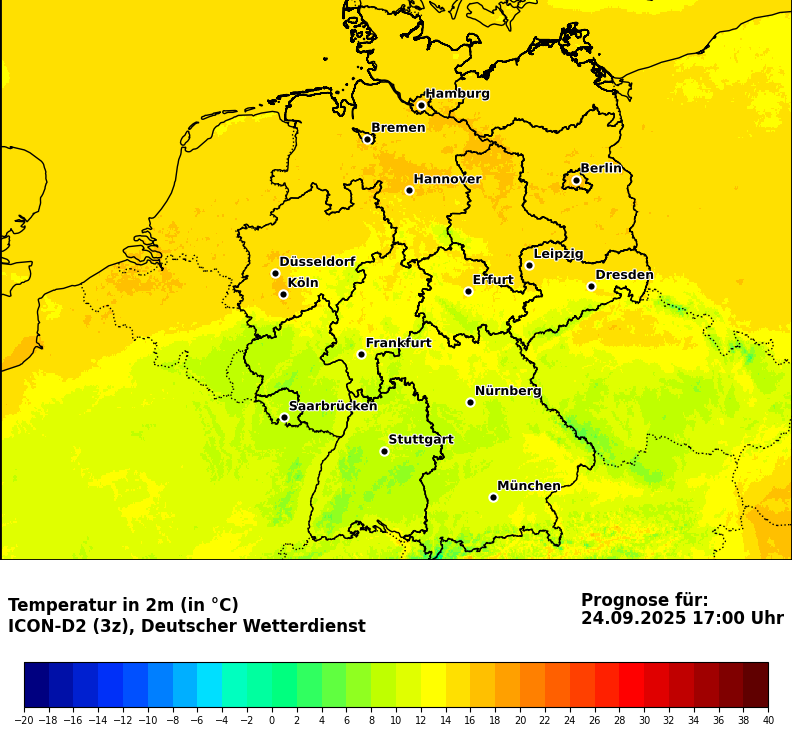 Hamburg
Bremen
Berlin
Hannover
Leipzig
Düsseldorf
Dresden
Köln
Erfurt
Frankfurt
Nürnberg
Saarbrücken
Stuttgart
München
Temperatur in 2m (in °C)
ICON-D2 (3z), Deutscher Wetterdienst
Prognose für:
24.09.2025 17:00 Uhr
−20 −18 −16 −14 −12 −10 −8 −6 −4 −2 0 2 4 6 8 10 12 14 16 18 20 22 24 26 28 30 32 34 36 38 40